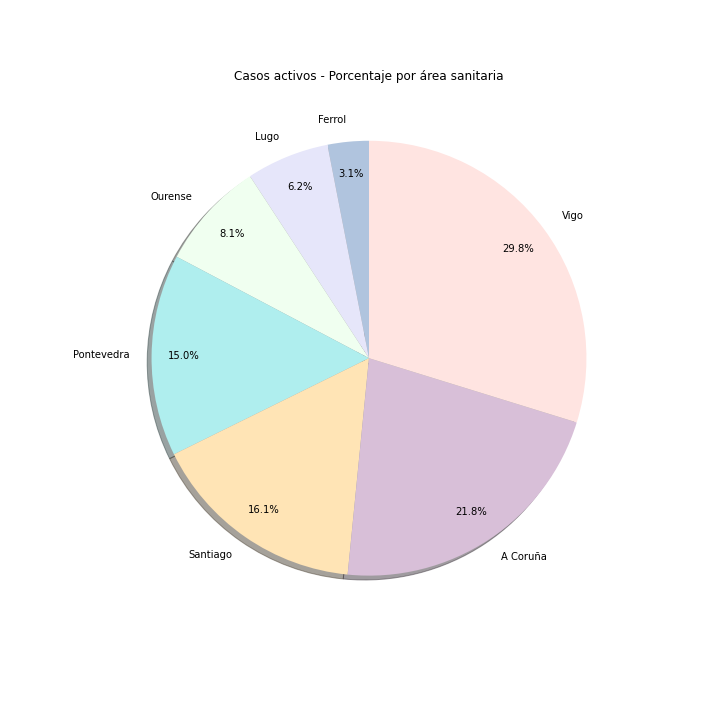 Casos activos - Porcentaje por área sanitaria
Ferrol
3.1%
Lugo
6.2%
Ourense
8.1%
Vigo
29.8%
Pontevedra
15.0%
Santiago
16.1%
A Coruña
21.8%